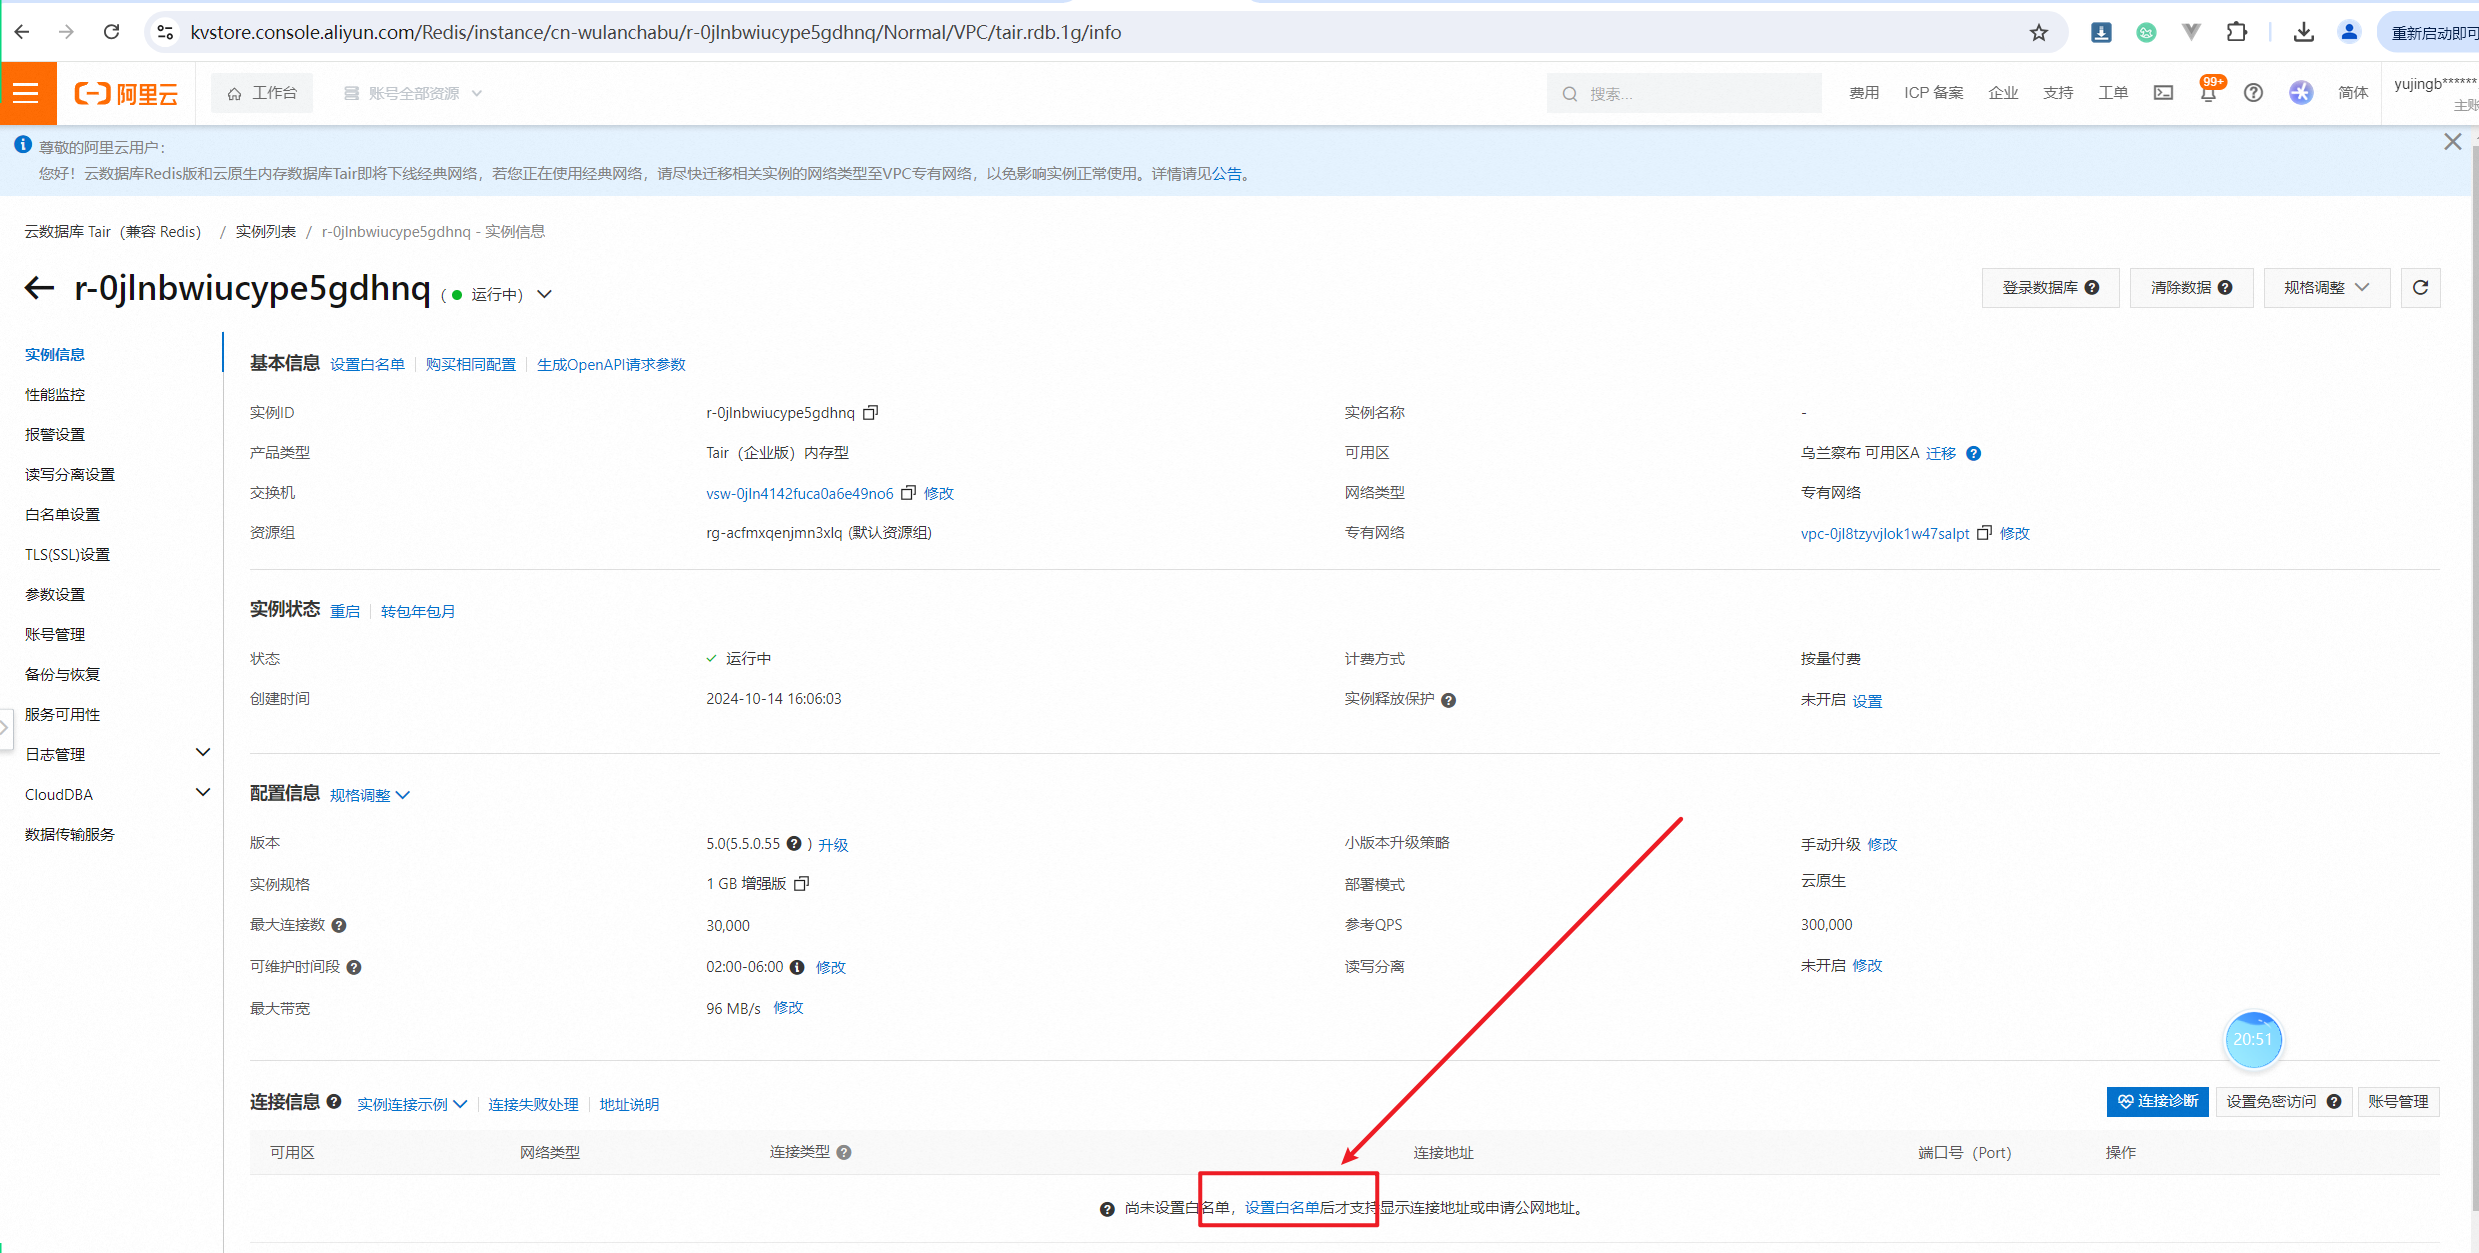 kvstore.console.aliyun.com/Redis/instance/cn-wulanchabu/r-0jlnbwiucype5gdhnq/Normal/VPC/tair.rdb.1g/info
重新启动即可
阿里云
工作台
账号全部资源
搜索...
费用
ICP 备案
企业
支持
工单
99+
简体
yujingb******
主账
尊敬的阿里云用户：
您好！云数据库Redis版和云原生内存数据库Tair即将下线经典网络，若您正在使用经典网络，请尽快迁移相关实例的网络类型至VPC专有网络，以免影响实例正常使用。详情请见公告。
云数据库 Tair（兼容 Redis） / 实例列表 / r-0jlnbwiucype5gdhnq - 实例信息
r-0jlnbwiucype5gdhnq ( 运行中)
登录数据库
清除数据
规格调整
实例信息
性能监控
报警设置
读写分离设置
白名单设置
TLS(SSL)设置
参数设置
账号管理
备份与恢复
服务可用性
日志管理
CloudDBA
数据传输服务
基本信息 设置白名单 购买相同配置 生成OpenAPI请求参数
实例ID r-0jlnbwiucype5gdhnq 实例名称 -
产品类型 Tair（企业版）内存型 可用区 乌兰察布 可用区A 迁移
交换机 vsw-0jln4142fuca0a6e49no6 修改 网络类型 专有网络
资源组 rg-acfmxqenjmn3xlq (默认资源组) 专有网络 vpc-0jl8tzyvjlok1w47salpt 修改
实例状态 重启 转包年包月
状态 运行中 计费方式 按量付费
创建时间 2024-10-14 16:06:03 实例释放保护 未开启 设置
配置信息 规格调整
版本 5.0(5.5.0.55 ) 升级 小版本升级策略 手动升级 修改
实例规格 1 GB 增强版 部署模式 云原生
最大连接数 30,000 参考QPS 300,000
可维护时间段 02:00-06:00 修改 读写分离 未开启 修改
最大带宽 96 MB/s 修改
20:51
连接信息 实例连接示例 连接失败处理 地址说明
连接诊断 设置免密访问 账号管理
可用区 网络类型 连接类型 连接地址 端口号（Port） 操作
尚未设置白名单，设置白名单后才支持显示连接地址或申请公网地址。